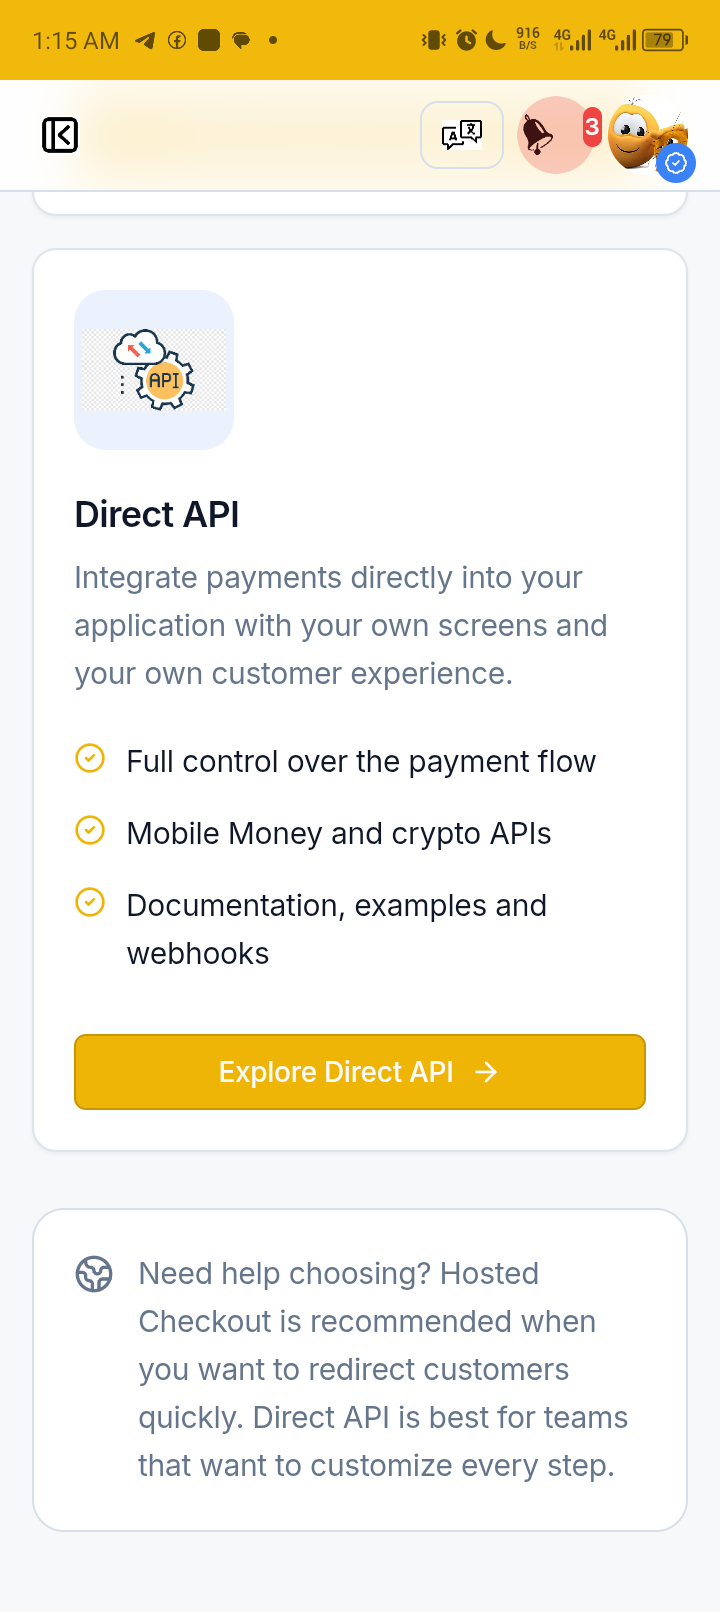 1:15 AM
916
B/S
4G
4G
79
A 文
3
API
Direct API
Integrate payments directly into your
application with your own screens and
your own customer experience.
Full control over the payment flow
Mobile Money and crypto APIs
Documentation, examples and
webhooks
Explore Direct API
Need help choosing? Hosted
Checkout is recommended when
you want to redirect customers
quickly. Direct API is best for teams
that want to customize every step.